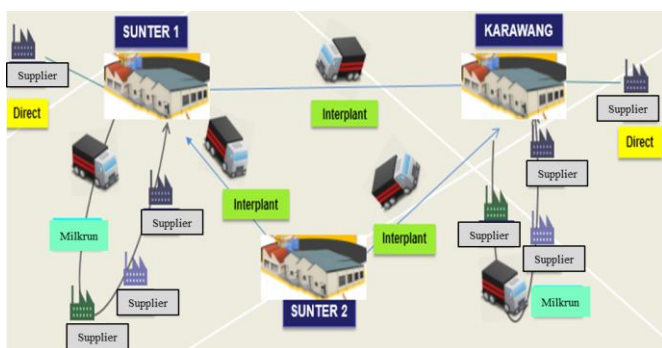 SUNTER 1
KARAWANG
Supplier
Supplier
Direct
Interplant
Direct
Supplier
Interplant
Supplier
Milkrun
Interplant
Supplier
Supplier
Supplier
Supplier
Milkrun
SUNTER 2
Supplier